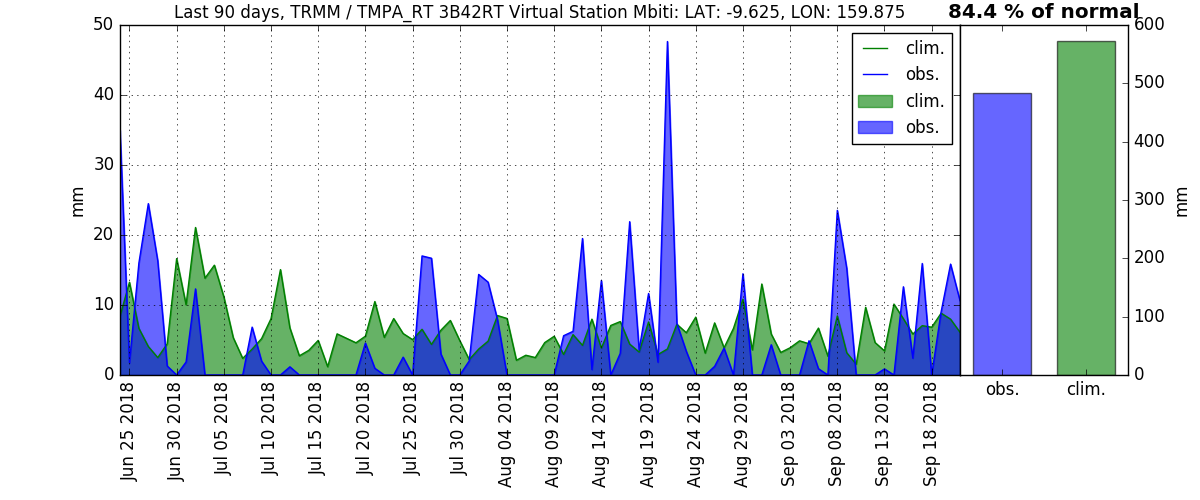 Last 90 days, TRMM / TMPA_RT 3B42RT Virtual Station Mbiti: LAT: -9.625, LON: 159.875
84.4 % of normal
50
40
30
20
10
0
mm
clim.
obs.
clim.
obs.
Jun 25 2018
Jun 30 2018
Jul 05 2018
Jul 10 2018
Jul 15 2018
Jul 20 2018
Jul 25 2018
Jul 30 2018
Aug 04 2018
Aug 09 2018
Aug 14 2018
Aug 19 2018
Aug 24 2018
Aug 29 2018
Sep 03 2018
Sep 08 2018
Sep 13 2018
Sep 18 2018
600
500
400
300
200
100
0
mm
obs.
clim.